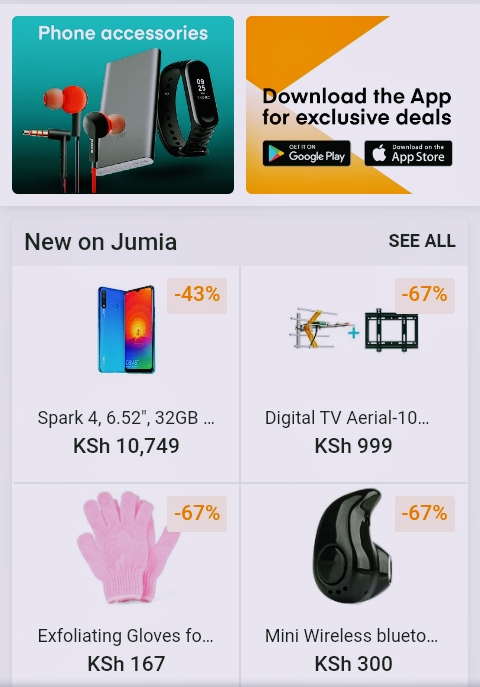 Phone accessories
08
25
Download the App
for exclusive deals
GET IT ON
Google Play
Download on the
App Store
New on Jumia
SEE ALL
-43%
Spark 4, 6.52", 32GB ...
KSh 10,749
-67%
Digital TV Aerial-10...
KSh 999
-67%
Exfoliating Gloves fo...
KSh 167
-67%
Mini Wireless blueto...
KSh 300